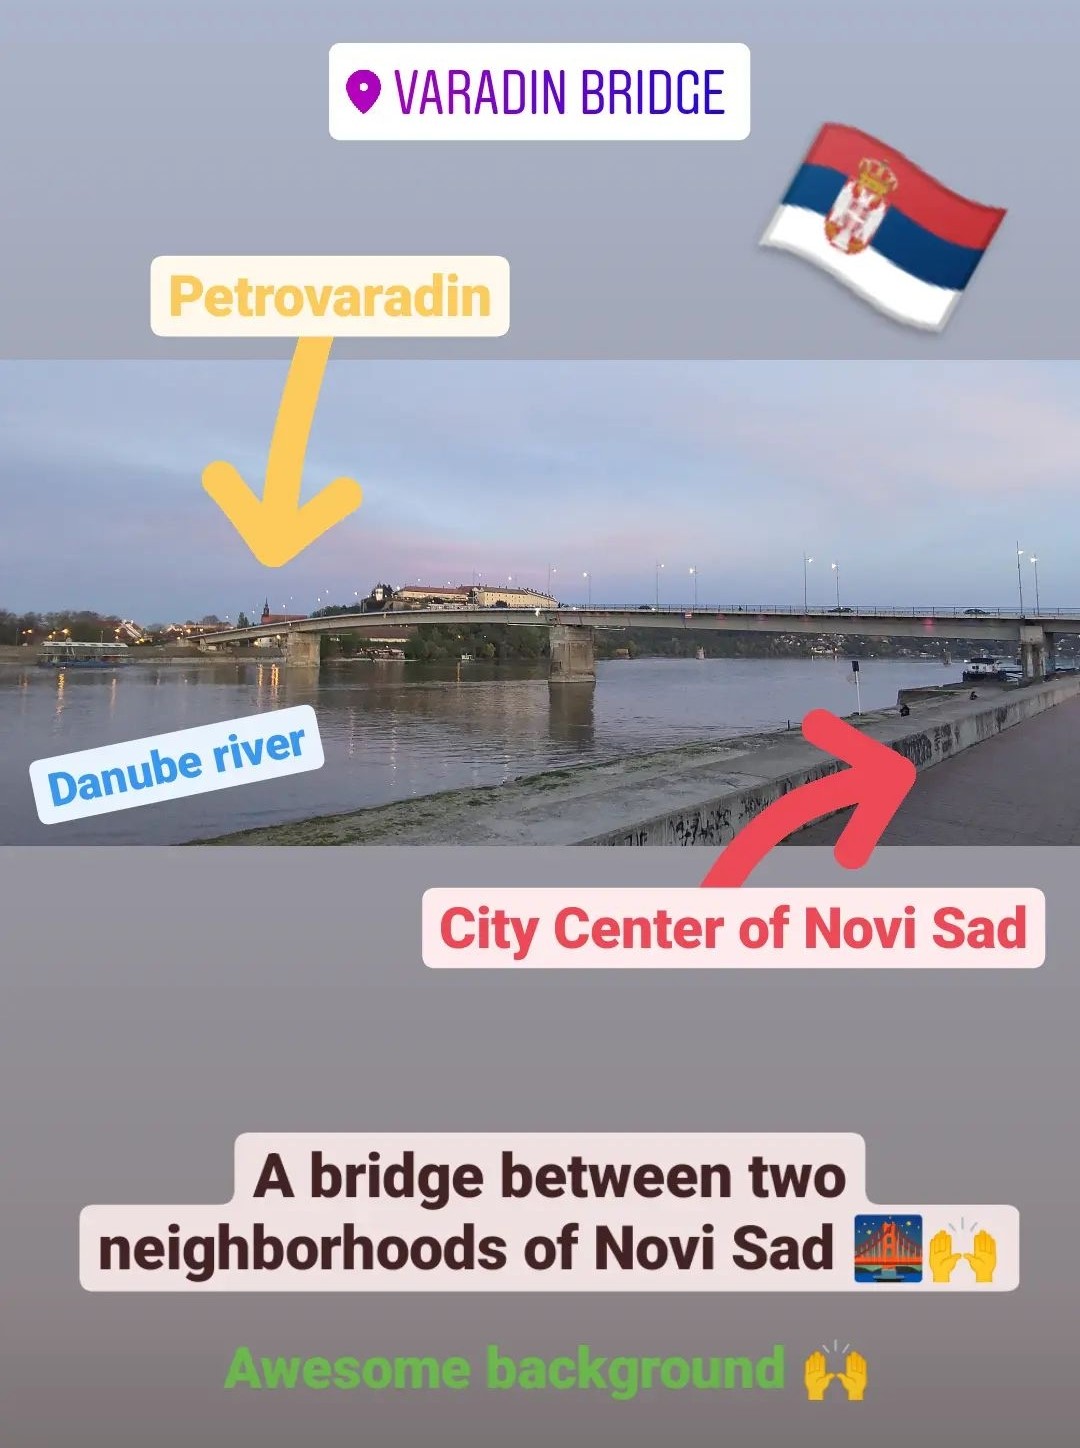 VARADIN BRIDGE
Petrovaradin
Danube river
City Center of Novi Sad
A bridge between two
neighborhoods of Novi Sad 🌉🙌
Awesome background 🙌